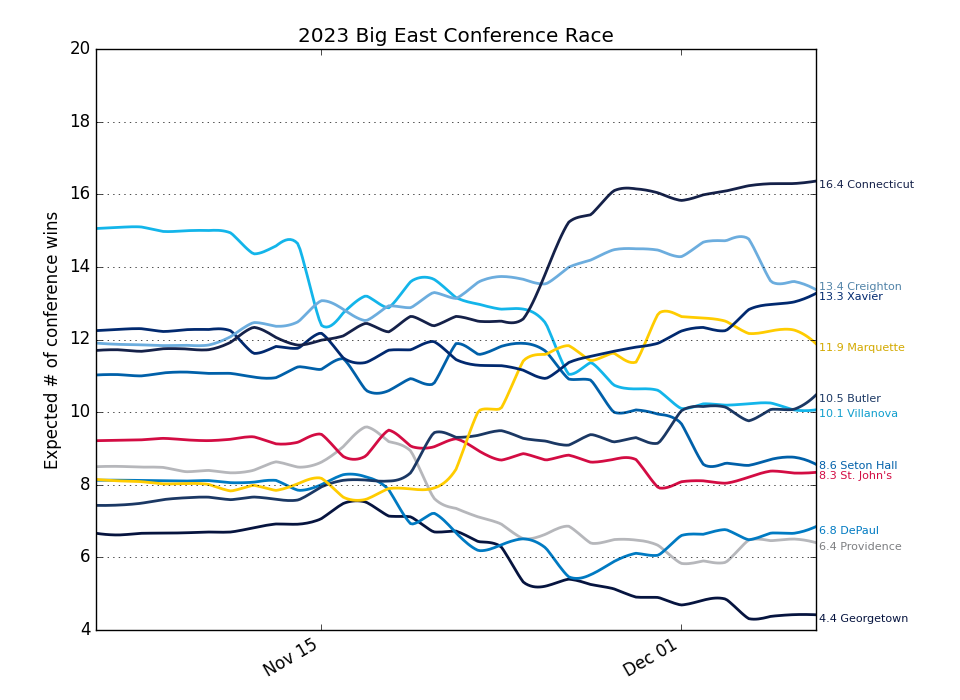 2023 Big East Conference Race
Expected # of conference wins
20
18
16
14
12
10
8
6
4
Nov 15
Dec 01
16.4 Connecticut
13.4 Creighton
13.3 Xavier
11.9 Marquette
10.5 Butler
10.1 Villanova
8.6 Seton Hall
8.3 St. John's
6.8 DePaul
6.4 Providence
4.4 Georgetown